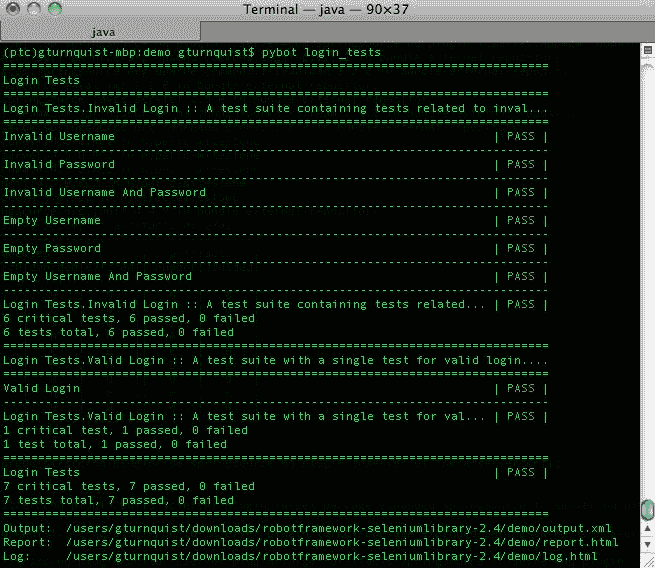 Terminal — java — 90×37
java
(ptc)gturnquist-mbp:demo gturnquist$ pybot login_tests
==============================================================================
Login Tests
==============================================================================
Login Tests.Invalid Login :: A test suite containing tests related to inval...
==============================================================================
Invalid Username | PASS |
------------------------------------------------------------------------------
Invalid Password | PASS |
------------------------------------------------------------------------------
Invalid Username And Password | PASS |
------------------------------------------------------------------------------
Empty Username | PASS |
------------------------------------------------------------------------------
Empty Password | PASS |
------------------------------------------------------------------------------
Empty Username And Password | PASS |
------------------------------------------------------------------------------
Login Tests.Invalid Login :: A test suite containing tests related... | PASS |
6 critical tests, 6 passed, 0 failed
6 tests total, 6 passed, 0 failed
==============================================================================
Login Tests.Valid Login :: A test suite with a single test for valid login....
==============================================================================
Valid Login | PASS |
------------------------------------------------------------------------------
Login Tests.Valid Login :: A test suite with a single test for val... | PASS |
1 critical test, 1 passed, 0 failed
1 test total, 1 passed, 0 failed
==============================================================================
Login Tests | PASS |
7 critical tests, 7 passed, 0 failed
7 tests total, 7 passed, 0 failed
==============================================================================
Output: /users/gturnquist/downloads/robotframework-seleniumlibrary-2.4/demo/output.xml
Report: /users/gturnquist/downloads/robotframework-seleniumlibrary-2.4/demo/report.html
Log: /users/gturnquist/downloads/robotframework-seleniumlibrary-2.4/demo/log.html